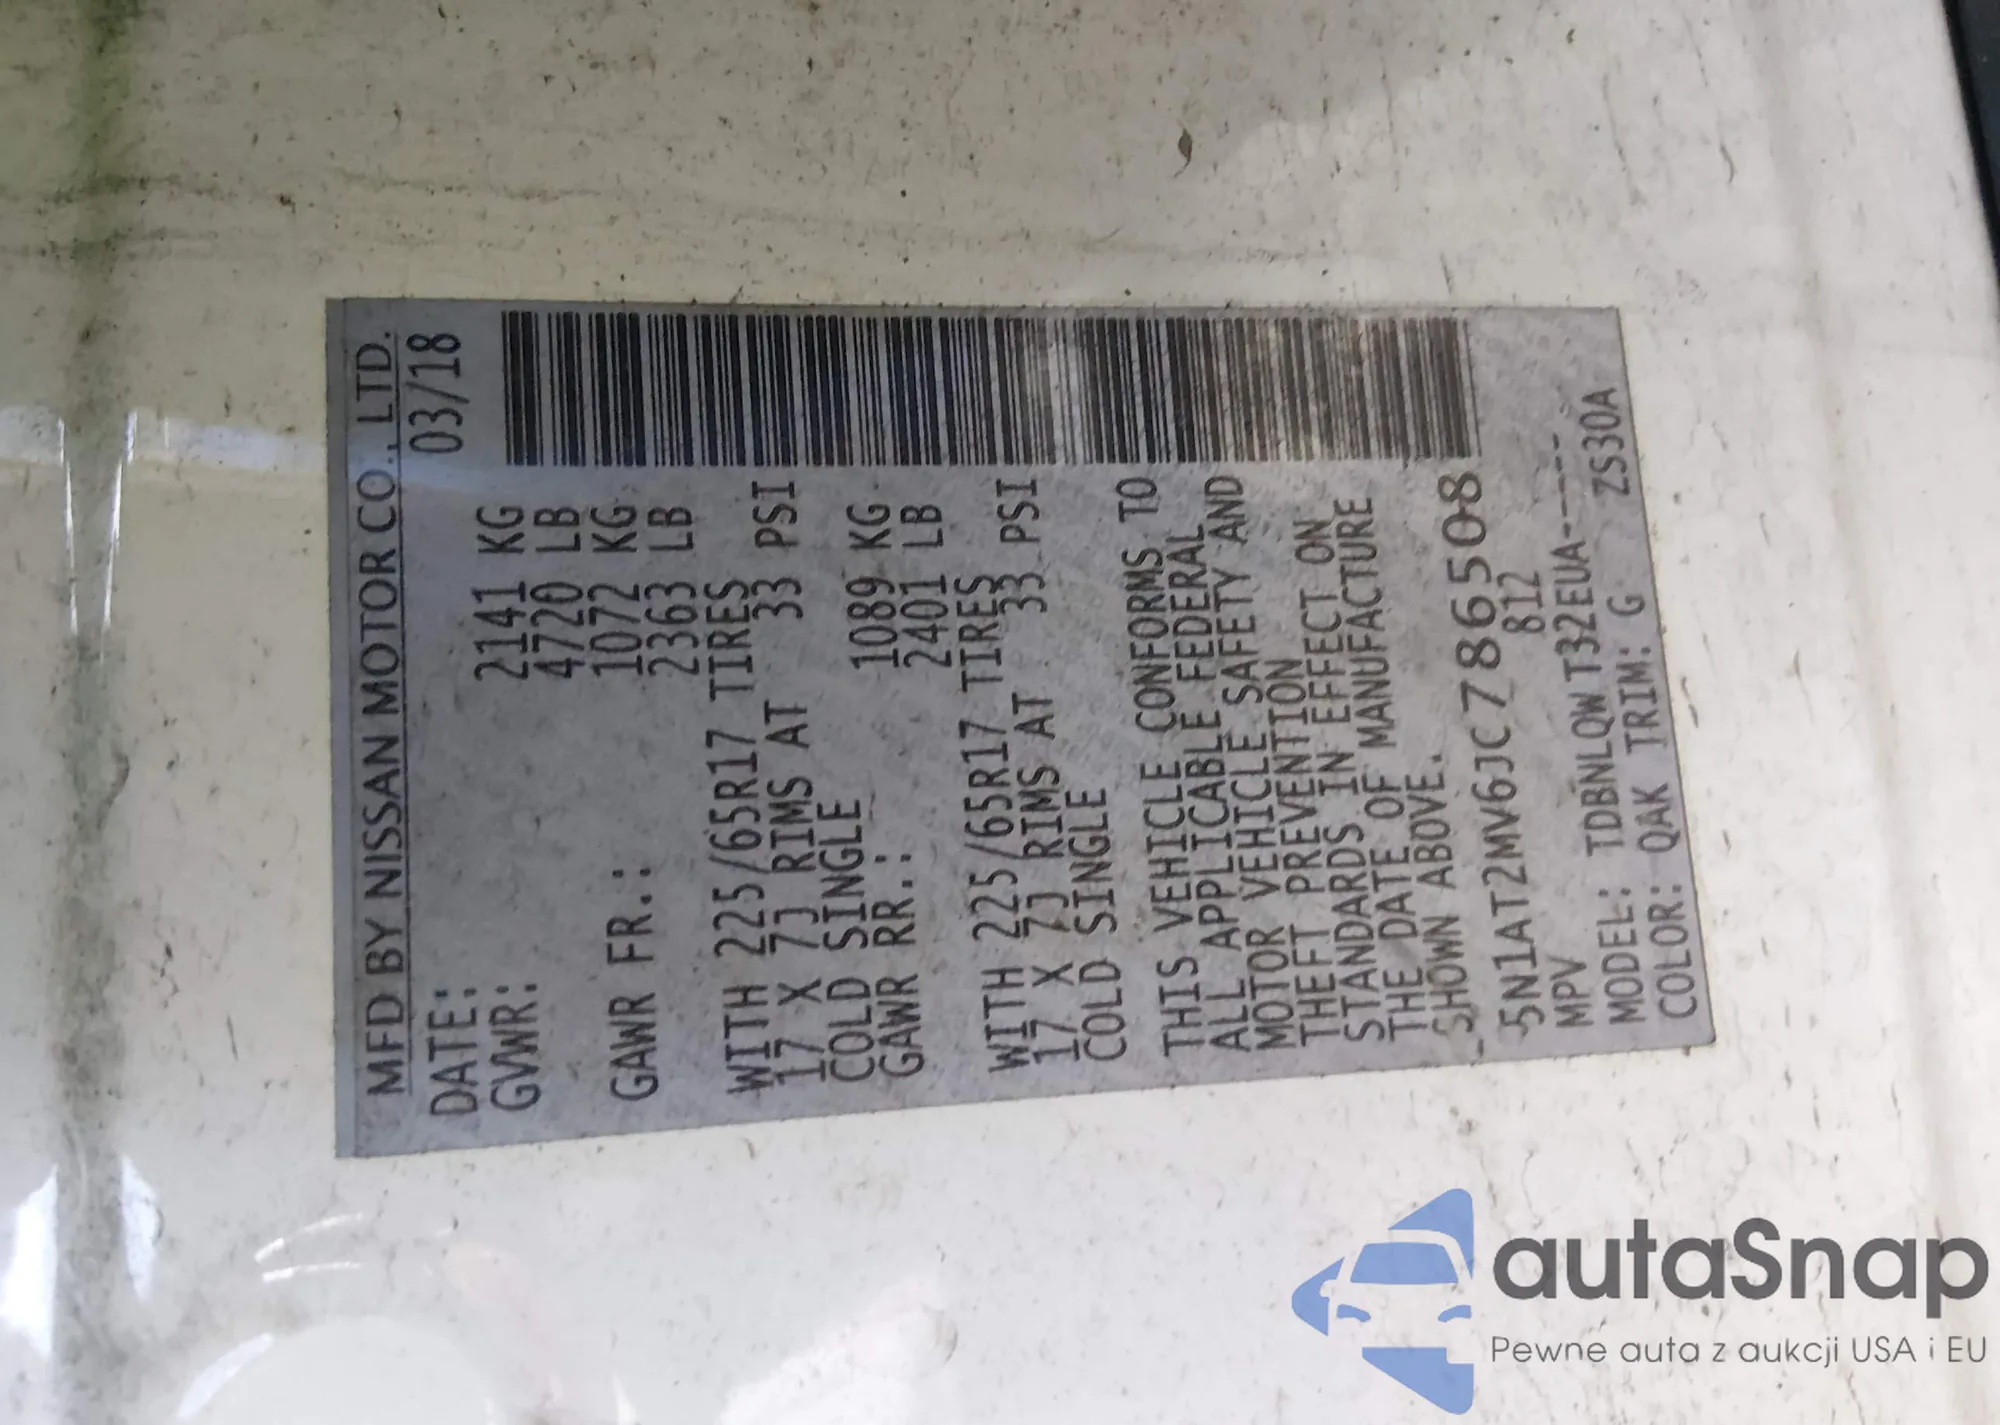 MFD BY NISSAN MOTOR CO., LTD.
DATE: 03/18
GVWR: 2141 KG
4720 LB
GAWR FR.: 1072 KG
2363 LB
WITH 225/65R17 TIRES
17 X 7J RIMS AT 33 PSI
COLD SINGLE
GAWR RR.: 1089 KG
2401 LB
WITH 225/65R17 TIRES
17 X 7J RIMS AT 33 PSI
COLD SINGLE
THIS VEHICLE CONFORMS TO
ALL APPLICABLE FEDERAL
MOTOR VEHICLE SAFETY AND
THEFT PREVENTION
STANDARDS IN EFFECT ON
THE DATE OF MANUFACTURE
SHOWN ABOVE.
5N1AT2MV6JC786508
MPV 812
MODEL: TDBNLQW T32EUA------
COLOR: QAK TRIM: G ZS30A
autaSnap
Pewne auta z aukcji USA i EU